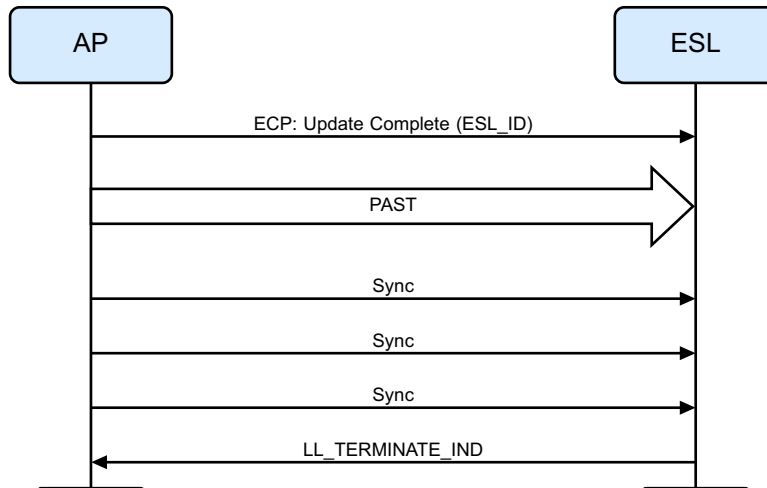 AP
ESL
ECP: Update Complete (ESL_ID)
PAST
Sync
Sync
Sync
LL_TERMINATE_IND